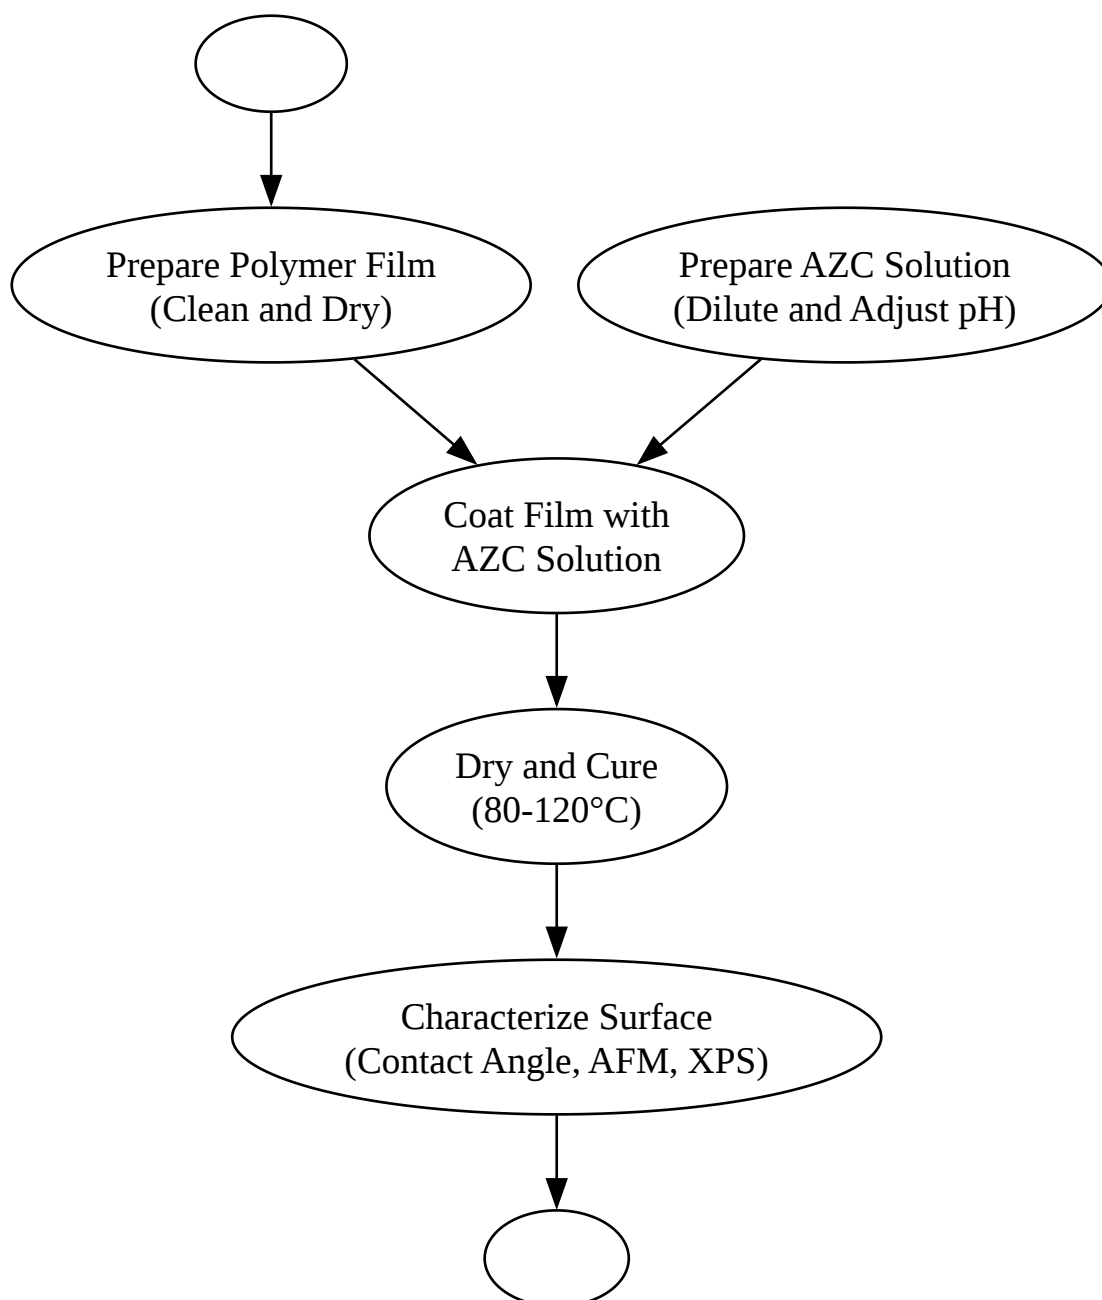 Prepare Polymer Film
(Clean and Dry)
Prepare AZC Solution
(Dilute and Adjust pH)
Coat Film with
AZC Solution
Dry and Cure
(80-120°C)
Characterize Surface
(Contact Angle, AFM, XPS)